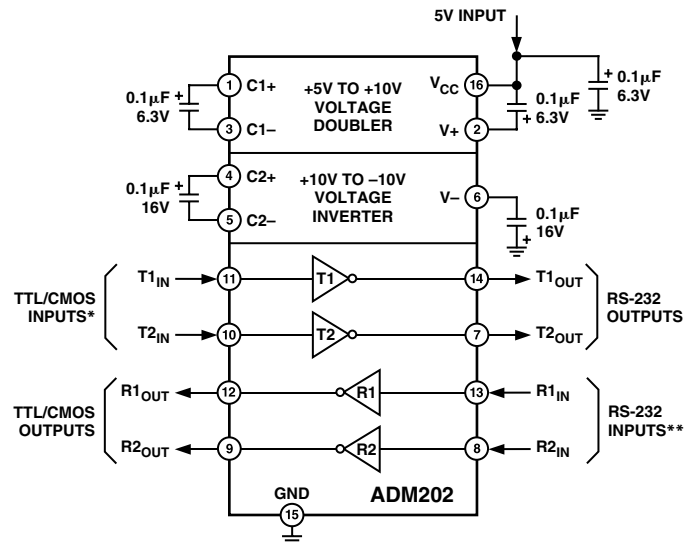 5V INPUT
1 C1+ +5V TO +10V VOLTAGE DOUBLER VCC 16
0.1μF 6.3V
+
3 C1– V+ 2
0.1μF 6.3V
+
0.1μF 6.3V
+
4 C2+ +10V TO –10V VOLTAGE INVERTER V– 6
0.1μF 16V
+
5 C2–
0.1μF 16V
+
TTL/CMOS INPUTS*
T1IN 11 T1 14 T1OUT
T2IN 10 T2 7 T2OUT
RS-232 OUTPUTS
TTL/CMOS OUTPUTS
R1OUT 12 R1 13 R1IN
R2OUT 9 R2 8 R2IN
RS-232 INPUTS**
GND ADM202
15